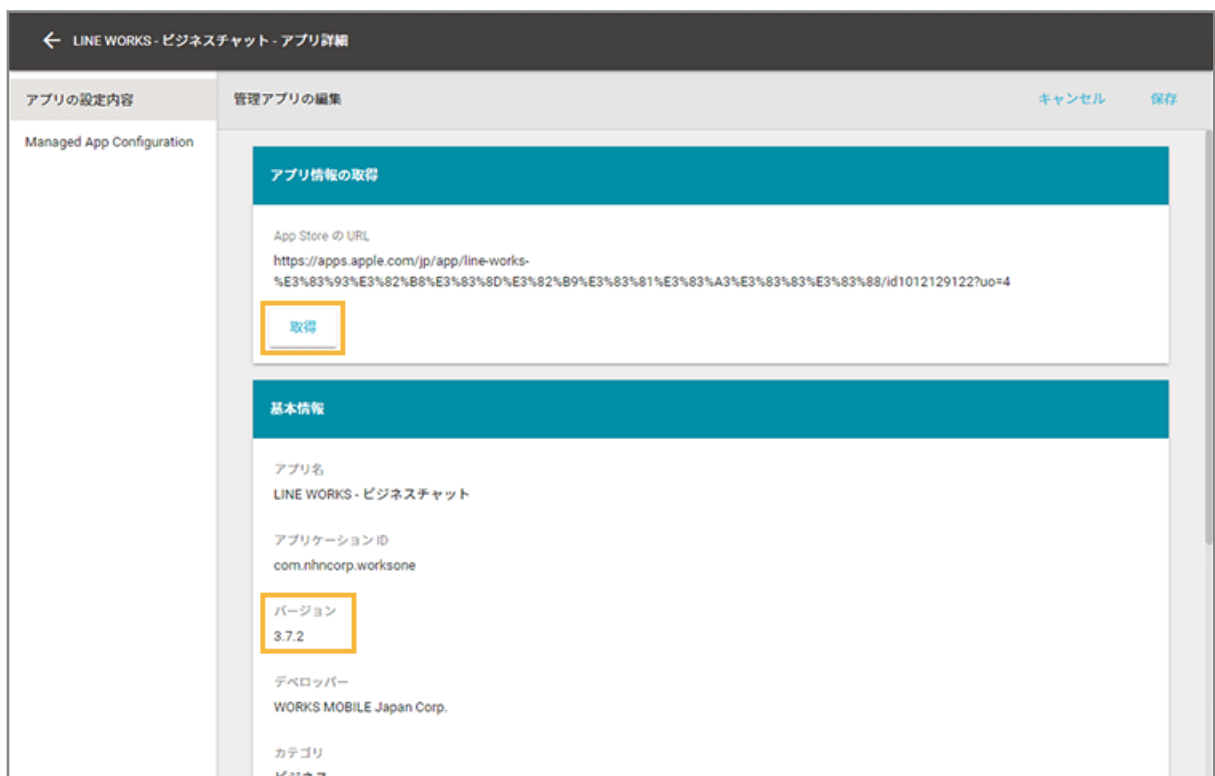 ← LINE WORKS - ビジネスチャット - アプリ詳細
アプリの設定内容
Managed App Configuration
管理アプリの編集
キャンセル
保存
アプリ情報の取得
App Store の URL
https://apps.apple.com/jp/app/line-works-
%E3%83%93%E3%82%B8%E3%83%8D%E3%82%B9%E3%83%81%E3%83%A3%E3%83%83%E3%83%88/id1012129122?uo=4
取得
基本情報
アプリ名
LINE WORKS - ビジネスチャット
アプリケーション ID
com.nhncorp.worksone
バージョン
3.7.2
デベロッパー
WORKS MOBILE Japan Corp.
カテゴリ
ビジネス